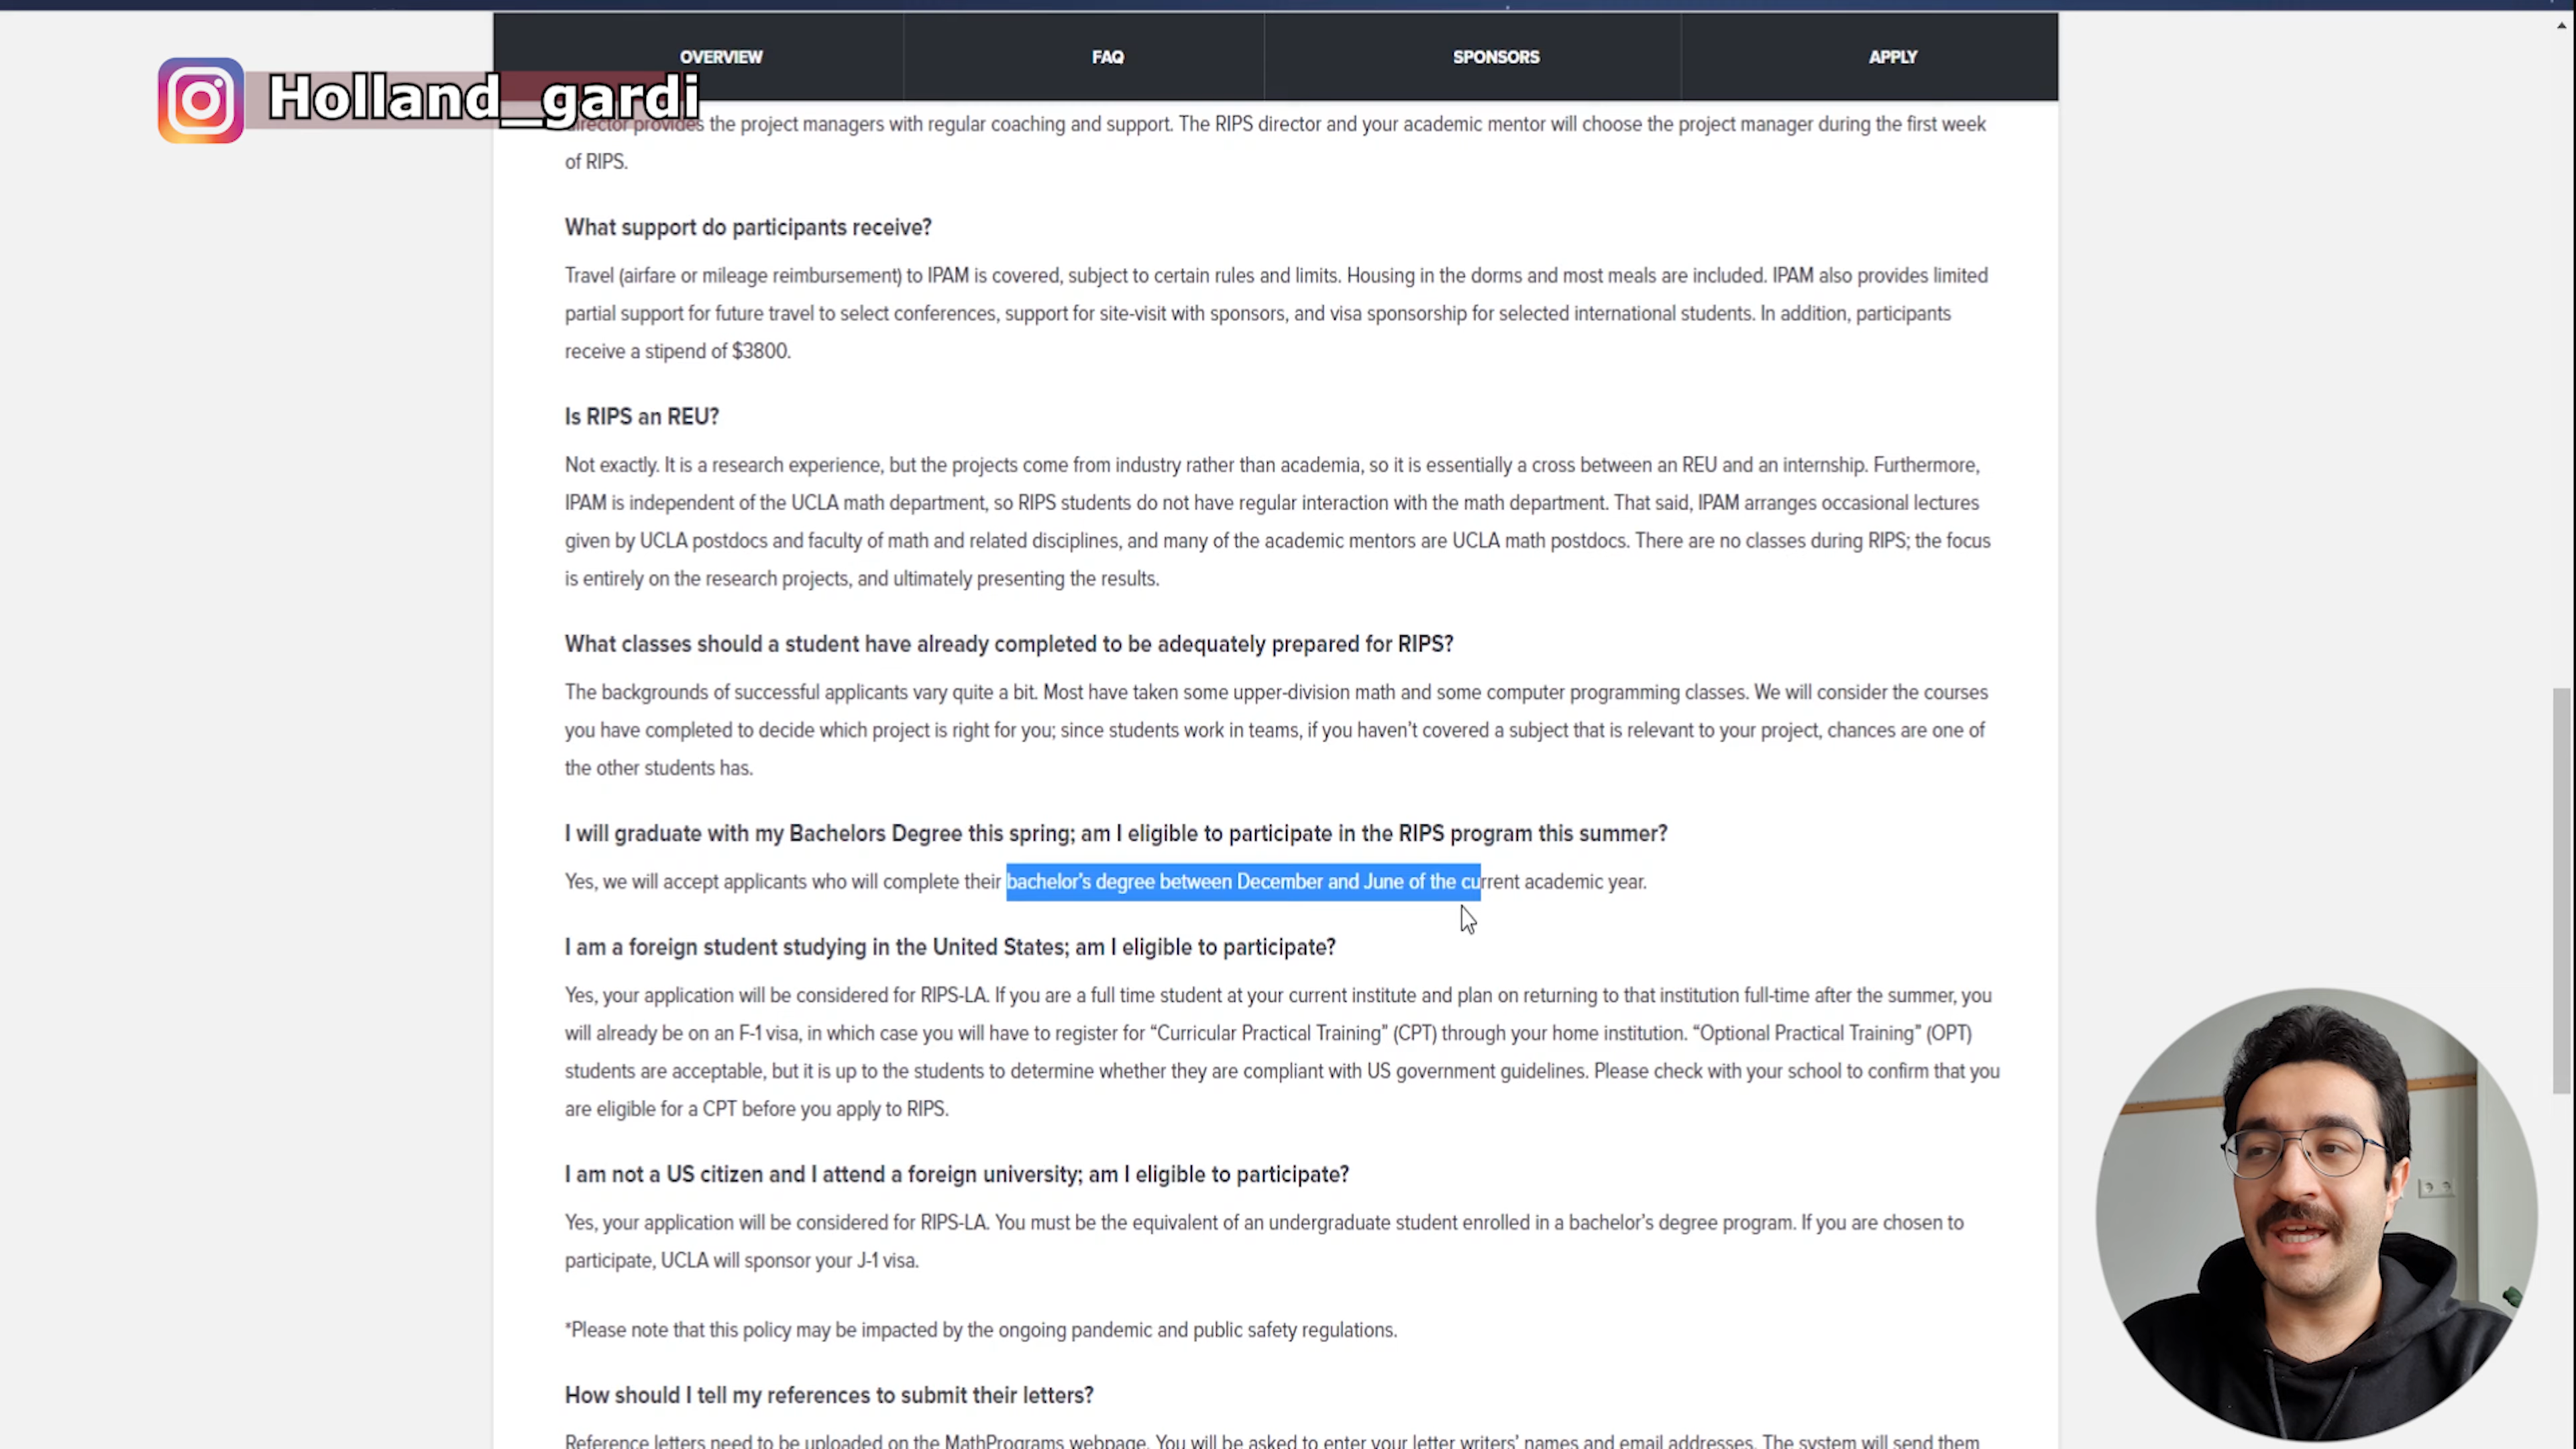 OVERVIEW
FAQ
SPONSORS
APPLY
Holland_gardi
director provides the project managers with regular coaching and support. The RIPS director and your academic mentor will choose the project manager during the first week
of RIPS.
What support do participants receive?
Travel (airfare or mileage reimbursement) to IPAM is covered, subject to certain rules and limits. Housing in the dorms and most meals are included. IPAM also provides limited
partial support for future travel to select conferences, support for site-visit with sponsors, and visa sponsorship for selected international students. In addition, participants
receive a stipend of $3800.
Is RIPS an REU?
Not exactly. It is a research experience, but the projects come from industry rather than academia, so it is essentially a cross between an REU and an internship. Furthermore,
IPAM is independent of the UCLA math department, so RIPS students do not have regular interaction with the math department. That said, IPAM arranges occasional lectures
given by UCLA postdocs and faculty of math and related disciplines, and many of the academic mentors are UCLA math postdocs. There are no classes during RIPS; the focus
is entirely on the research projects, and ultimately presenting the results.
What classes should a student have already completed to be adequately prepared for RIPS?
The backgrounds of successful applicants vary quite a bit. Most have taken some upper-division math and some computer programming classes. We will consider the courses
you have completed to decide which project is right for you; since students work in teams, if you haven't covered a subject that is relevant to your project, chances are one of
the other students has.
I will graduate with my Bachelors Degree this spring; am I eligible to participate in the RIPS program this summer?
Yes, we will accept applicants who will complete their bachelor's degree between December and June of the current academic year.
I am a foreign student studying in the United States; am I eligible to participate?
Yes, your application will be considered for RIPS-LA. If you are a full time student at your current institute and plan on returning to that institution full-time after the summer, you
will already be on an F-1 visa, in which case you will have to register for “Curricular Practical Training” (CPT) through your home institution. “Optional Practical Training” (OPT)
students are acceptable, but it is up to the students to determine whether they are compliant with US government guidelines. Please check with your school to confirm that you
are eligible for a CPT before you apply to RIPS.
I am not a US citizen and I attend a foreign university; am I eligible to participate?
Yes, your application will be considered for RIPS-LA. You must be the equivalent of an undergraduate student enrolled in a bachelor's degree program. If you are chosen to
participate, UCLA will sponsor your J-1 visa.
*Please note that this policy may be impacted by the ongoing pandemic and public safety regulations.
How should I tell my references to submit their letters?
Reference letters need to be uploaded on the MathPrograms webpage. You will be asked to enter your letter writers' names and email addresses. The system will send them